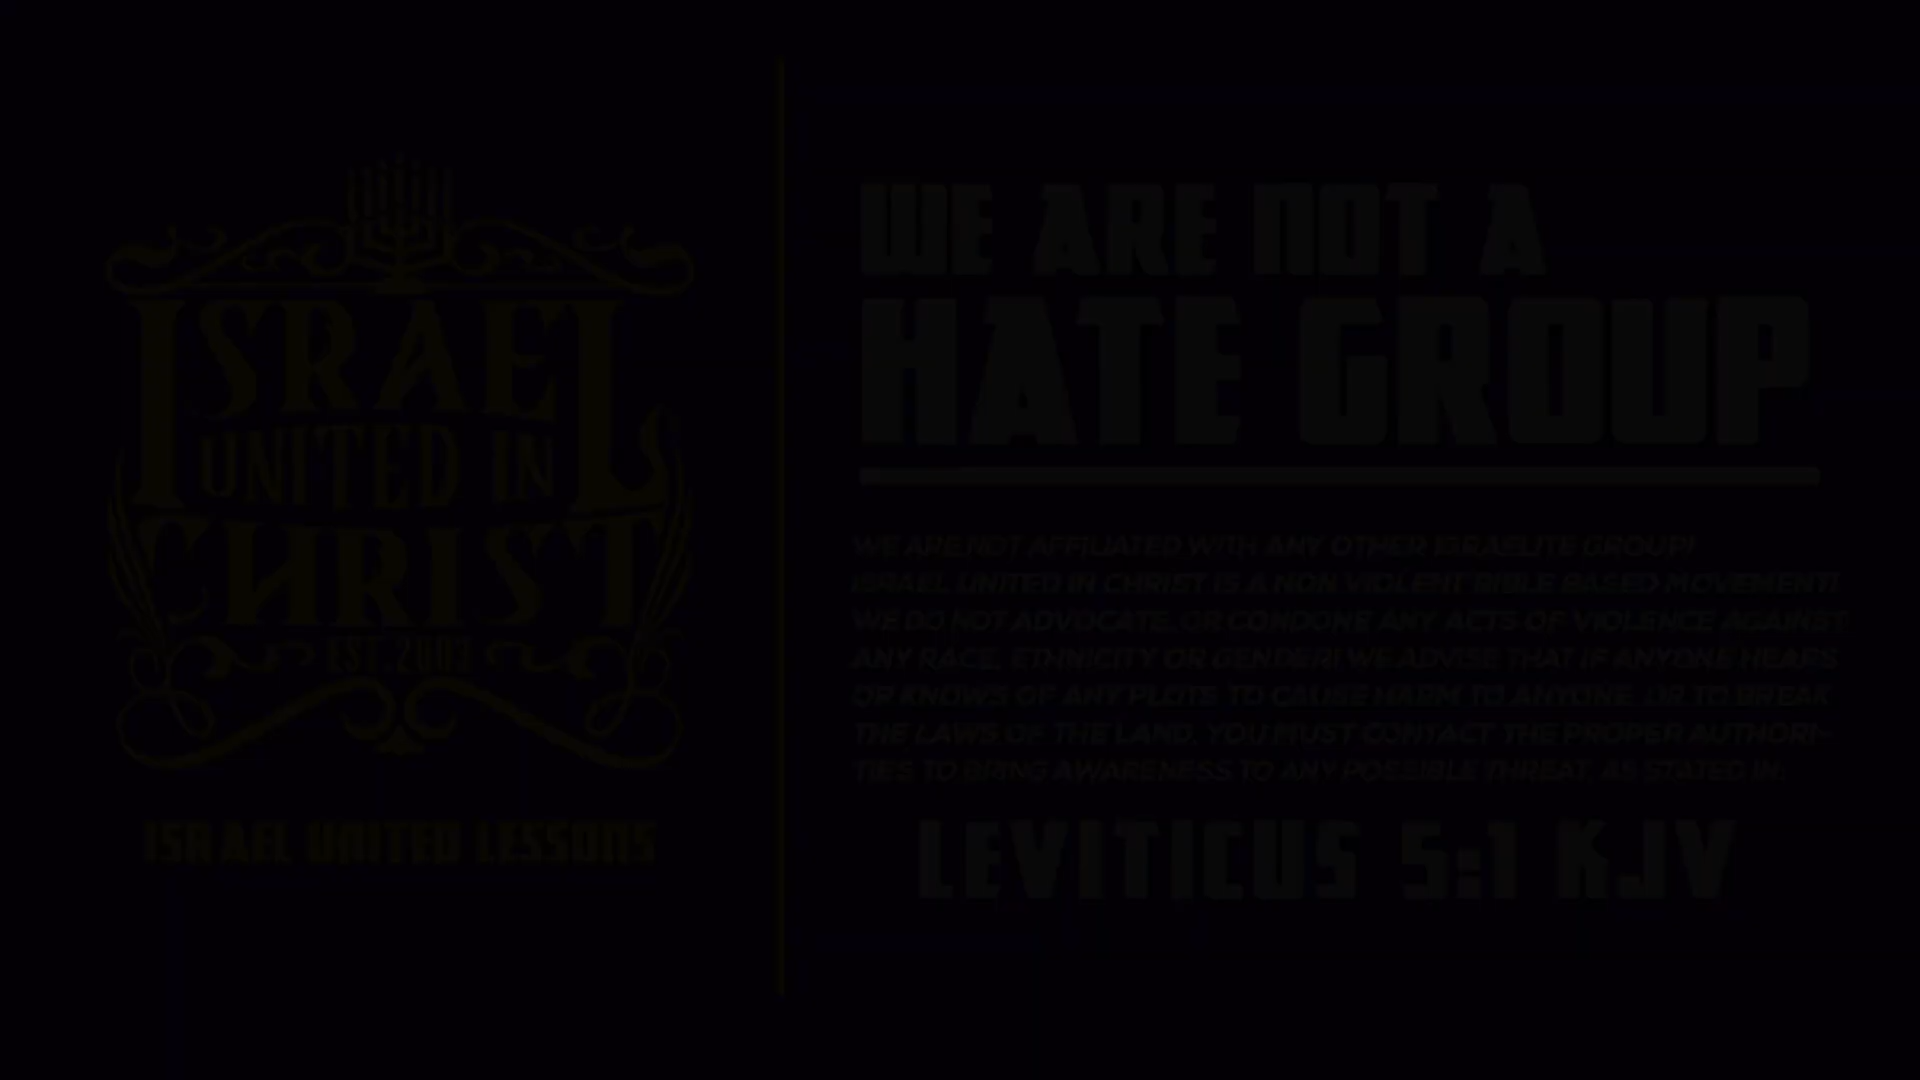 ISRAEL
UNITED IN
CHRIST
EST. 2003
ISRAEL UNITED LESSONS
WE ARE NOT A
HATE GROUP
WE ARE NOT AFFILIATED WITH ANY OTHER ISRAELITE GROUP!
ISRAEL UNITED IN CHRIST IS A NON VIOLENT BIBLE BASED MOVEMENT!
WE DO NOT ADVOCATE, OR CONDONE ANY ACTS OF VIOLENCE AGAINST
ANY RACE, ETHNICITY OR GENDER! WE ADVISE THAT IF ANYONE HEARS
OR KNOWS OF ANY PLOTS TO CAUSE HARM TO ANYONE, OR TO BREAK
THE LAWS OF THE LAND, YOU MUST CONTACT THE PROPER AUTHORI-
TIES TO BRING AWARENESS TO ANY POSSIBLE THREAT, AS STATED IN:
LEVITICUS 5:1 KJV